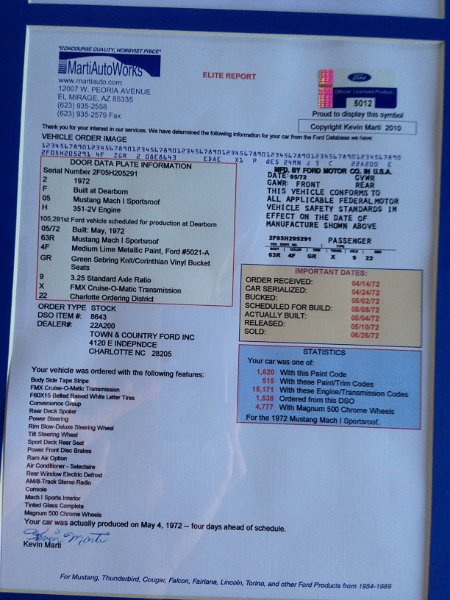 "CONCOURSE QUALITY, HOBBYIST PRICE"
MartiAutoWorks
www.martiauto.com
12007 W. PEORIA AVENUE
EL MIRAGE, AZ 85335
(623) 935-2558
(623) 935-2579 Fax
ELITE REPORT
Ford
Official Licensed Product
5012
Proud to display this symbol
Copyright Kevin Marti 2010
Thank you for your interest in our services. We have determined the following information for your car from the Ford Database we have:
VEHICLE ORDER IMAGE
DOOR DATA PLATE INFORMATION
Serial Number 2F05H205291
2 1972
F Built at Dearborn
05 Mustang Mach I Sportsroof
H 351-2V Engine
105,291st Ford vehicle scheduled for production at Dearborn
05/72 Built: May, 1972
63R Mustang Mach I Sportsroof
4F Medium Lime Metallic Paint, Ford #5021-A
GR Green Sebring Knit/Corinthian Vinyl Bucket
Seats
9 3.25 Standard Axle Ratio
X FMX Cruise-O-Matic Transmission
22 Charlotte Ordering District
MFD. BY FORD MOTOR CO. IN U.S.A.
DATE 05/72 GVWR
GAWR: FRONT REAR
THIS VEHICLE CONFORMS TO
ALL APPLICABLE FEDERAL MOTOR
VEHICLE SAFETY STANDARDS IN
EFFECT ON THE DATE OF
MANUFACTURE SHOWN ABOVE
2F05H205291 PASSENGER
63R 4F GR X 9 22
ORDER TYPE: STOCK
DSO ITEM #: 8643
DEALER#: 22A200
TOWN & COUNTRY FORD INC
4120 E INDEPNDCE
CHARLOTTE NC 28205
IMPORTANT DATES:
ORDER RECEIVED: 04/14/72
CAR SERIALIZED: 04/24/72
BUCKED: 05/02/72
SCHEDULED FOR BUILD: 05/08/72
ACTUALLY BUILT: 05/04/72
RELEASED: 05/10/72
SOLD: 06/25/72
STATISTICS
Your car was one of:
1,620 With this Paint Code
515 With these Paint/Trim Codes
15,171 With these Engine/Transmission Codes
1,538 Ordered from this DSO
4,777 With Magnum 500 Chrome Wheels
For the 1972 Mustang Mach I Sportsroof.
Your vehicle was ordered with the following features:
Body Side Tape Stripe
FMX Cruise-O-Matic Transmission
F60X15 Belted Raised White Letter Tires
Convenience Group
Rear Deck Spoiler
Power Steering
Rim Blow-Deluxe Steering Wheel
Tilt Steering Wheel
Sport Deck Rear Seat
Power Front Disc Brakes
Ram Air Option
Air Conditioner - Selectaire
Rear Window Electric Defrost
AM/8-Track Stereo Radio
Console
Mach I Sports Interior
Tinted Glass Complete
Magnum 500 Chrome Wheels
Your car was actually produced on May 4, 1972 -- four days ahead of schedule.
Kevin Marti
Kevin Marti
For Mustang, Thunderbird, Cougar, Falcon, Fairlane, Lincoln, Torino, and other Ford Products from 1954-1989